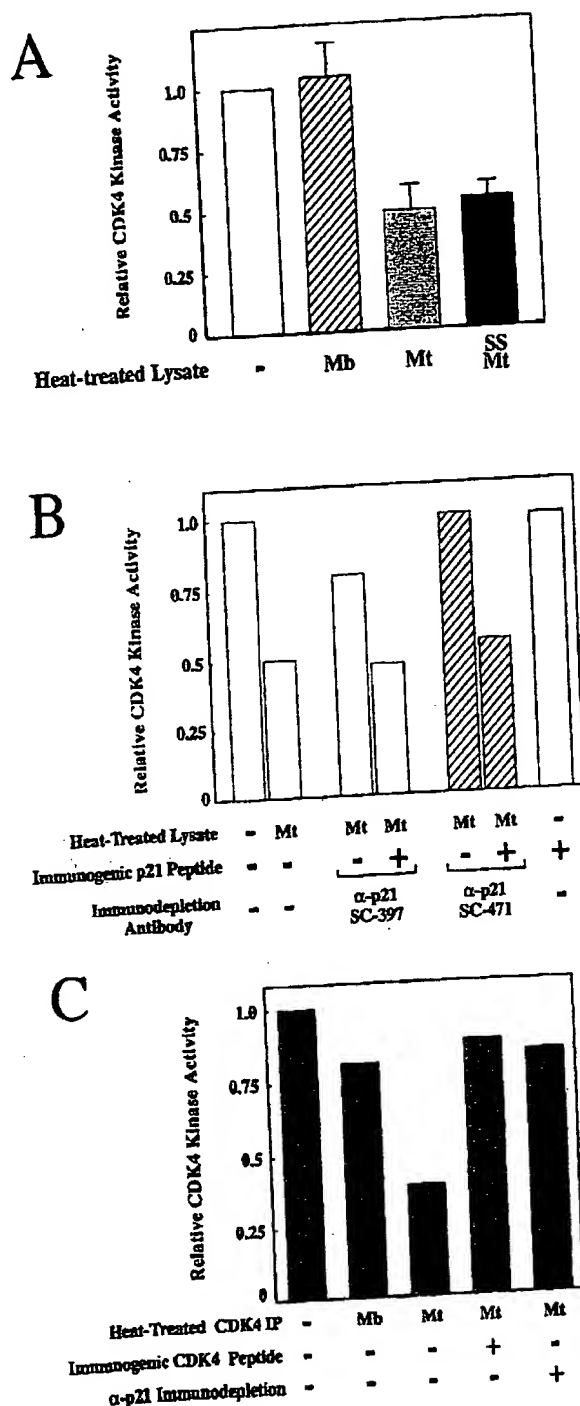 A
Relative CDK4 Kinase Activity
1.0
0.75
0.5
0.25
0
Heat-treated Lysate - Mb Mt SS Mt
B
Relative CDK4 Kinase Activity
1.0
0.75
0.5
0.25
0
Heat-Treated Lysate - Mt Mt Mt Mt Mt -
Immunogenic p21 Peptide - - - + - + +
Immunodepletion Antibody - - α-p21 SC-397 α-p21 SC-471 -
C
Relative CDK4 Kinase Activity
1.0
0.75
0.5
0.25
0
Heat-Treated CDK4 IP - Mb Mt Mt Mt
Immunogenic CDK4 Peptide - - - + -
α-p21 Immunodepletion - - - - +